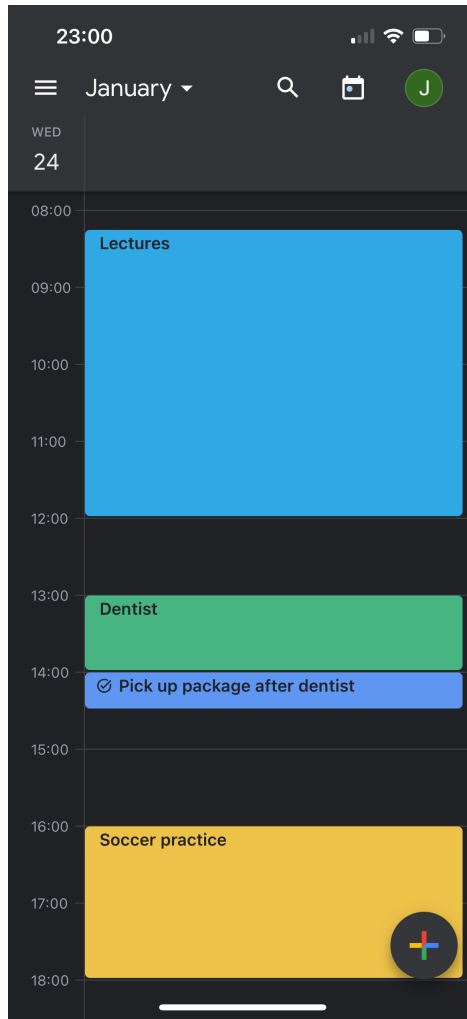 23:00
January
J
WED
24
08:00
Lectures
09:00
10:00
11:00
12:00
13:00
Dentist
14:00
Pick up package after dentist
15:00
16:00
Soccer practice
17:00
18:00